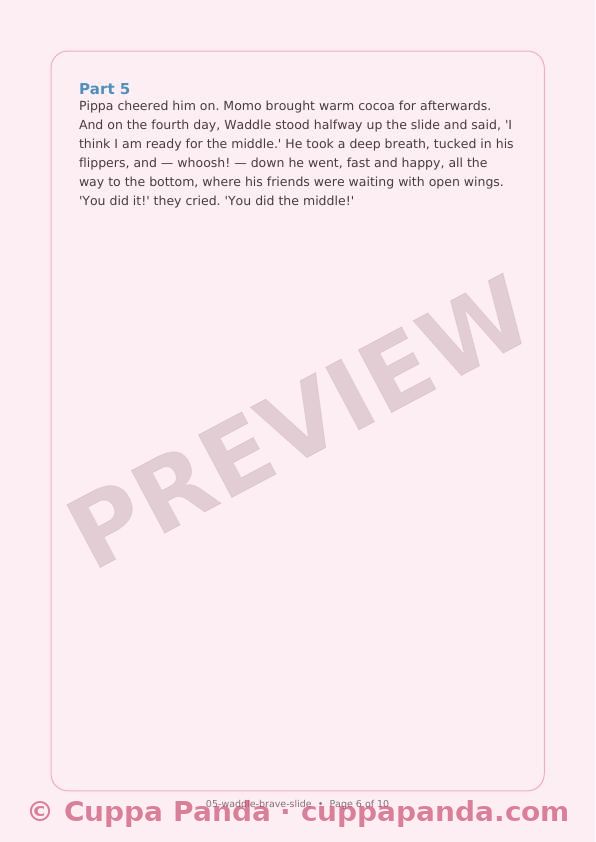 Part 5
Pippa cheered him on. Momo brought warm cocoa for afterwards.
And on the fourth day, Waddle stood halfway up the slide and said, 'I
think I am ready for the middle.' He took a deep breath, tucked in his
flippers, and — whoosh! — down he went, fast and happy, all the
way to the bottom, where his friends were waiting with open wings.
'You did it!' they cried. 'You did the middle!'
PREVIEW
05-waddle-brave-slide • Page 6 of 10
© Cuppa Panda · cuppapanda.com